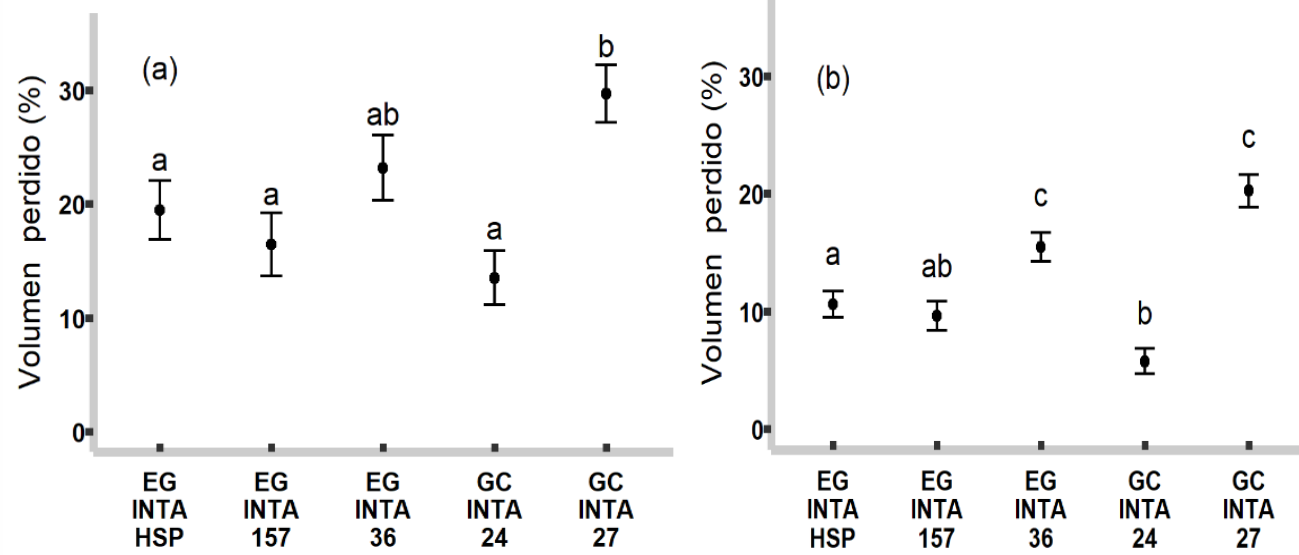 (a)
Volumen perdido (%)
30
20
10
0
a
a
ab
a
b
EG INTA HSP
EG INTA 157
EG INTA 36
GC INTA 24
GC INTA 27
(b)
Volumen perdido (%)
30
20
10
0
a
ab
c
b
c
EG INTA HSP
EG INTA 157
EG INTA 36
GC INTA 24
GC INTA 27